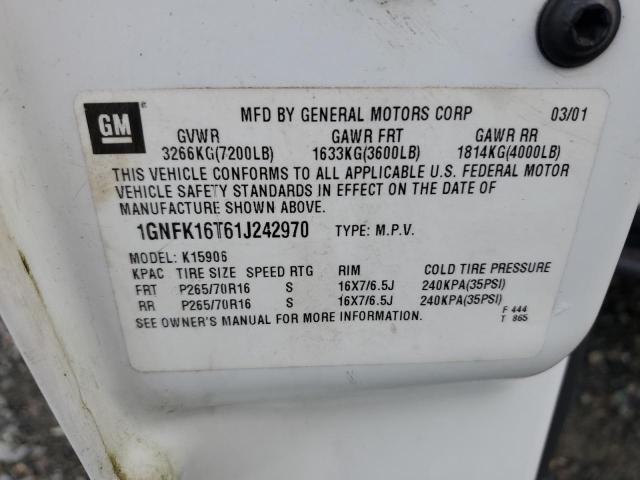 GM
MFD BY GENERAL MOTORS CORP 03/01
GVWR GAWR FRT GAWR RR
3266KG(7200LB) 1633KG(3600LB) 1814KG(4000LB)
THIS VEHICLE CONFORMS TO ALL APPLICABLE U.S. FEDERAL MOTOR
VEHICLE SAFETY STANDARDS IN EFFECT ON THE DATE OF
MANUFACTURE SHOWN ABOVE.
1GNFK16T61J242970 TYPE: M.P.V.
MODEL: K15906
KPAC TIRE SIZE SPEED RTG RIM COLD TIRE PRESSURE
FRT P265/70R16 S 16X7/6.5J 240KPA(35PSI)
RR P265/70R16 S 16X7/6.5J 240KPA(35PSI)
SEE OWNER'S MANUAL FOR MORE INFORMATION.
F 444
T 865